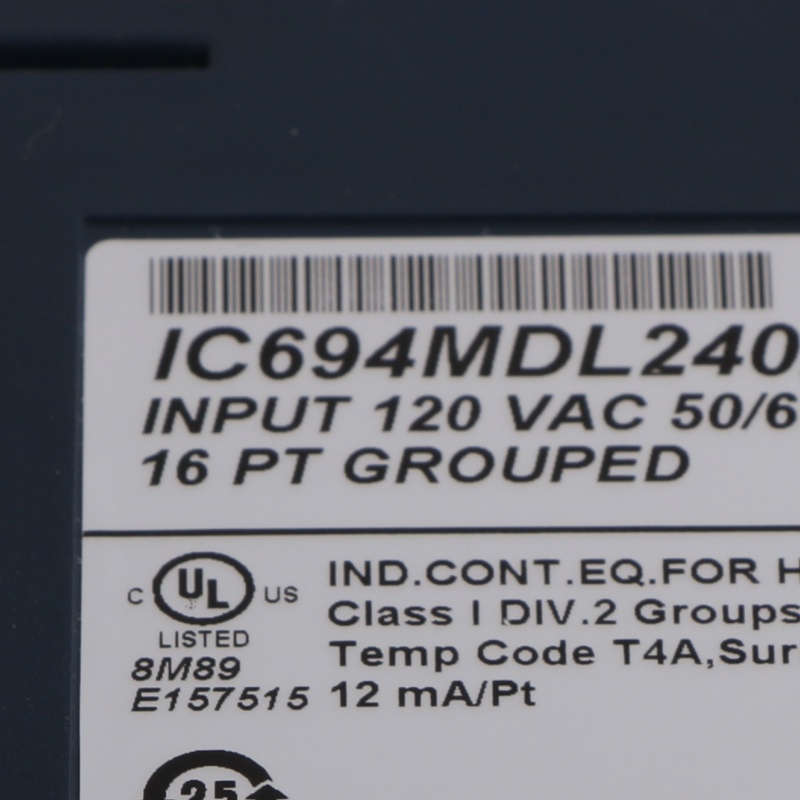 IC694MDL240
INPUT 120 VAC 50/6
16 PT GROUPED
C UL US
LISTED
8M89
E157515
IND.CONT.EQ.FOR H
Class I DIV.2 Groups
Temp Code T4A,Sur
12 mA/Pt
25